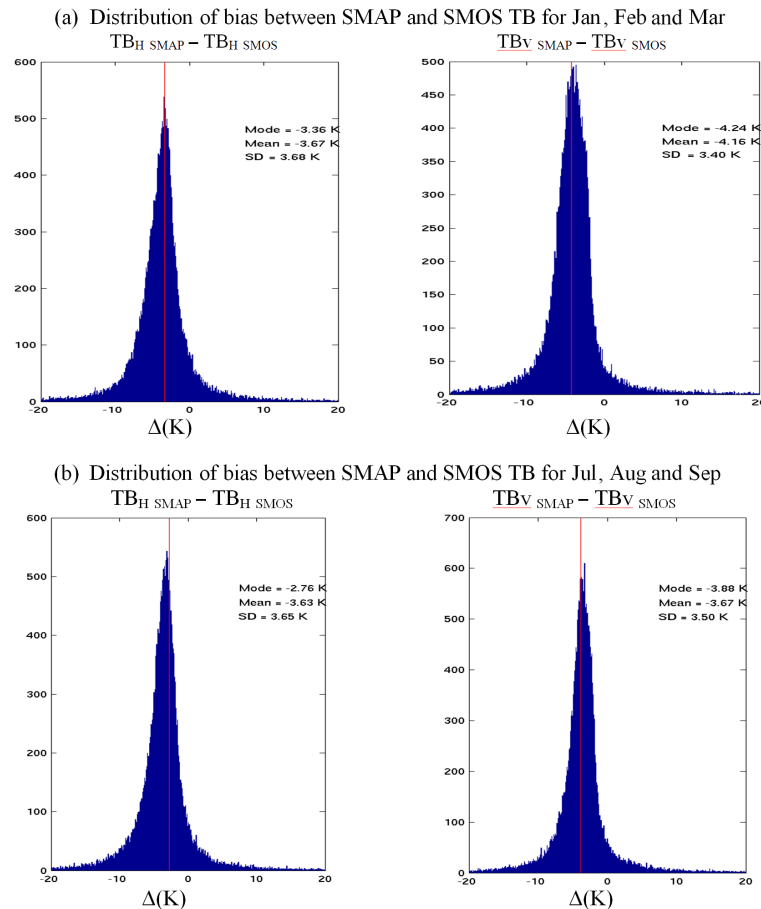 (a) Distribution of bias between SMAP and SMOS TB for Jan, Feb and Mar
TBH SMAP – TBH SMOS
TBV SMAP – TBV SMOS
600
500
400
300
200
100
0
-20
-10
0
10
20
Mode = -3.36 K
Mean = -3.67 K
SD = 3.68 K
Δ(K)
500
450
400
350
300
250
200
150
100
50
0
-20
-10
0
10
20
Mode = -4.24 K
Mean = -4.16 K
SD = 3.40 K
Δ(K)
(b) Distribution of bias between SMAP and SMOS TB for Jul, Aug and Sep
TBH SMAP – TBH SMOS
TBV SMAP – TBV SMOS
600
500
400
300
200
100
0
-20
-10
0
10
20
Mode = -2.76 K
Mean = -3.63 K
SD = 3.65 K
Δ(K)
700
600
500
400
300
200
100
0
-20
-10
0
10
20
Mode = -3.88 K
Mean = -3.67 K
SD = 3.50 K
Δ(K)